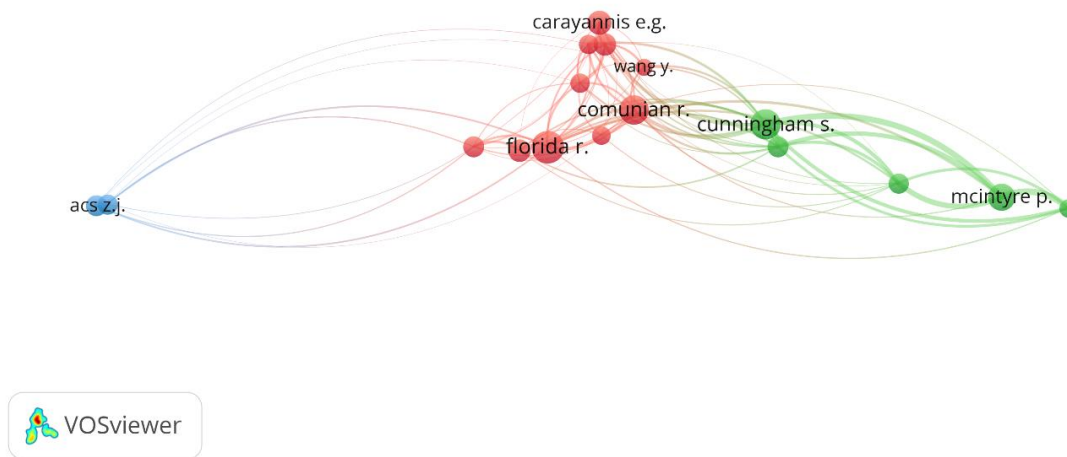 carayannis e.g.
wang y.
comunian r.
cunningham s.
florida r.
mcintyre p.
acs z.j.
VOSviewer